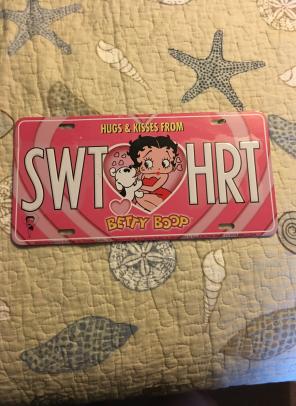 HUGS & KISSES FROM
SWT HRT
BETTY BOOP